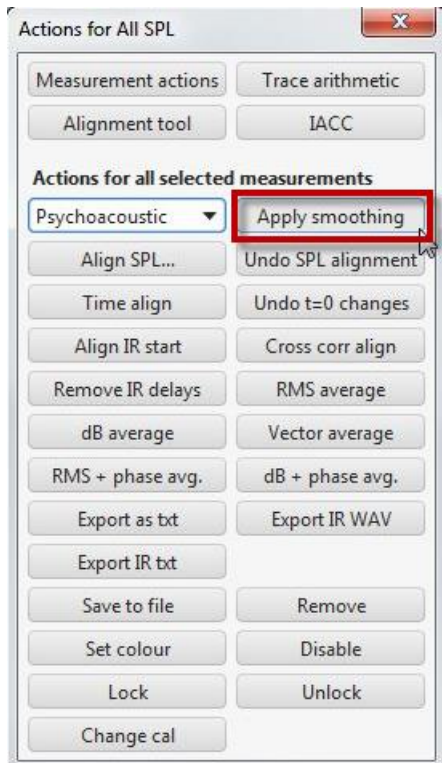 Actions for All SPL
Measurement actions Trace arithmetic
Alignment tool IACC
Actions for all selected measurements
Psychoacoustic Apply smoothing
Align SPL... Undo SPL alignment
Time align Undo t=0 changes
Align IR start Cross corr align
Remove IR delays RMS average
dB average Vector average
RMS + phase avg. dB + phase avg.
Export as txt Export IR WAV
Export IR txt
Save to file Remove
Set colour Disable
Lock Unlock
Change cal